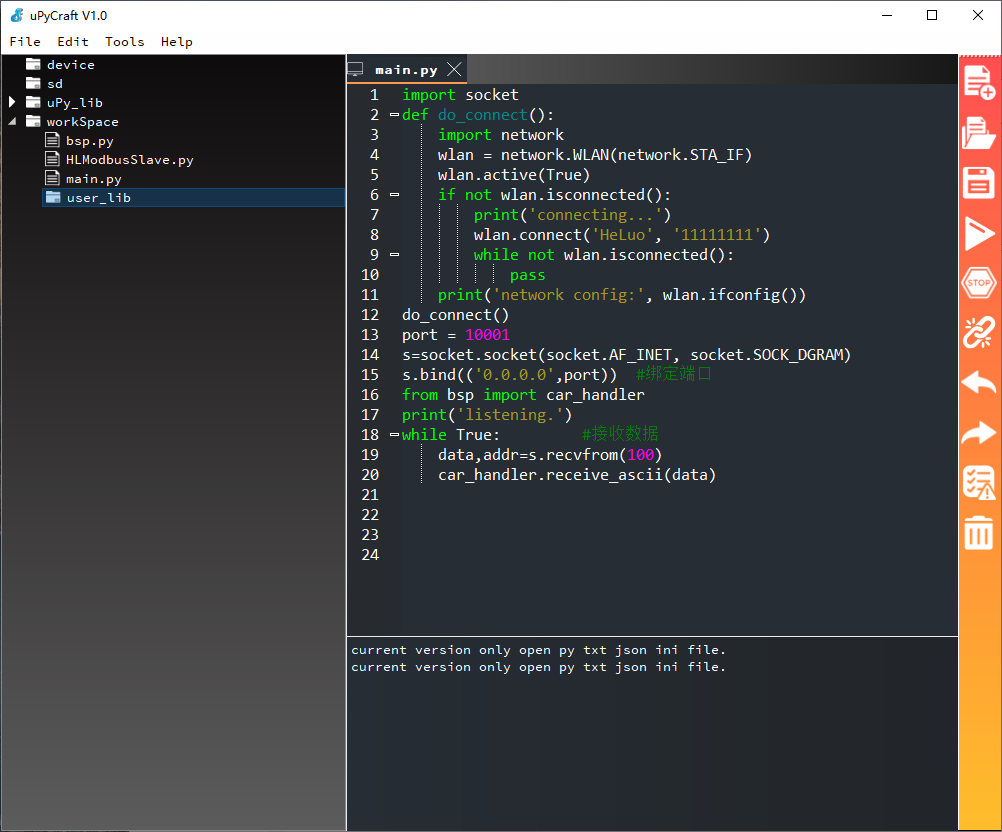 uPyCraft V1.0
File Edit Tools Help
device
sd
uPy_lib
workSpace
bsp.py
HLModbusSlave.py
main.py
user_lib
main.py
1 import socket
2 def do_connect():
3 import network
4 wlan = network.WLAN(network.STA_IF)
5 wlan.active(True)
6 if not wlan.isconnected():
7 print('connecting...')
8 wlan.connect('HeLuo', '11111111')
9 while not wlan.isconnected():
10 pass
11 print('network config:', wlan.ifconfig())
12 do_connect()
13 port = 10001
14 s=socket.socket(socket.AF_INET, socket.SOCK_DGRAM)
15 s.bind(('0.0.0.0',port)) #绑定端口
16 from bsp import car_handler
17 print('listening.')
18 while True: #接收数据
19 data,addr=s.recvfrom(100)
20 car_handler.receive_ascii(data)
21
22
23
24
STOP
current version only open py txt json ini file.
current version only open py txt json ini file.